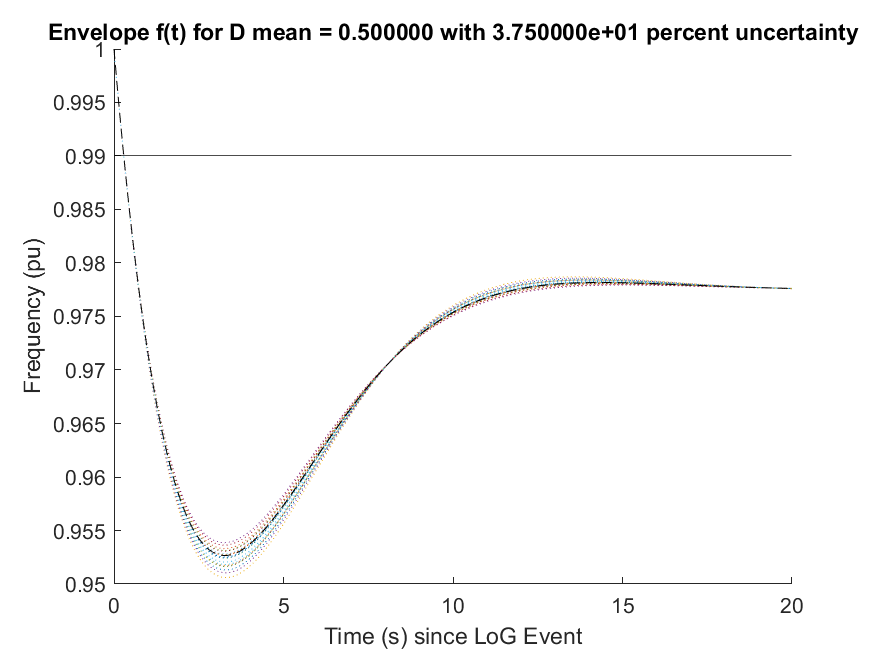 Envelope f(t) for D mean = 0.500000 with 3.750000e+01 percent uncertainty
1
0.995
0.99
0.985
0.98
0.975
0.97
0.965
0.96
0.955
0.95
Frequency (pu)
0 5 10 15 20
Time (s) since LoG Event